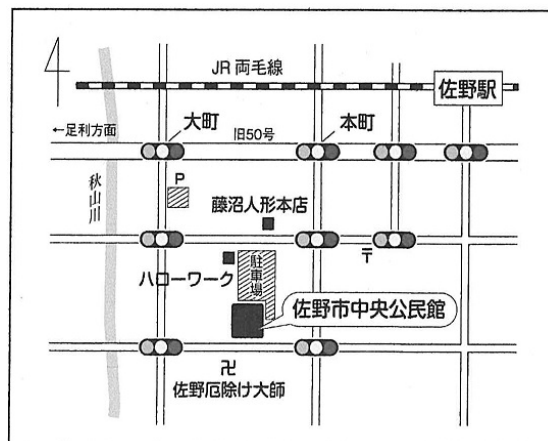 JR 両毛線
佐野駅
←足利方面
大町
旧50号
本町
秋山川
P
藤沼人形本店
〒
ハローワーク
駐車場
佐野市中央公民館
卍
佐野厄除け大師